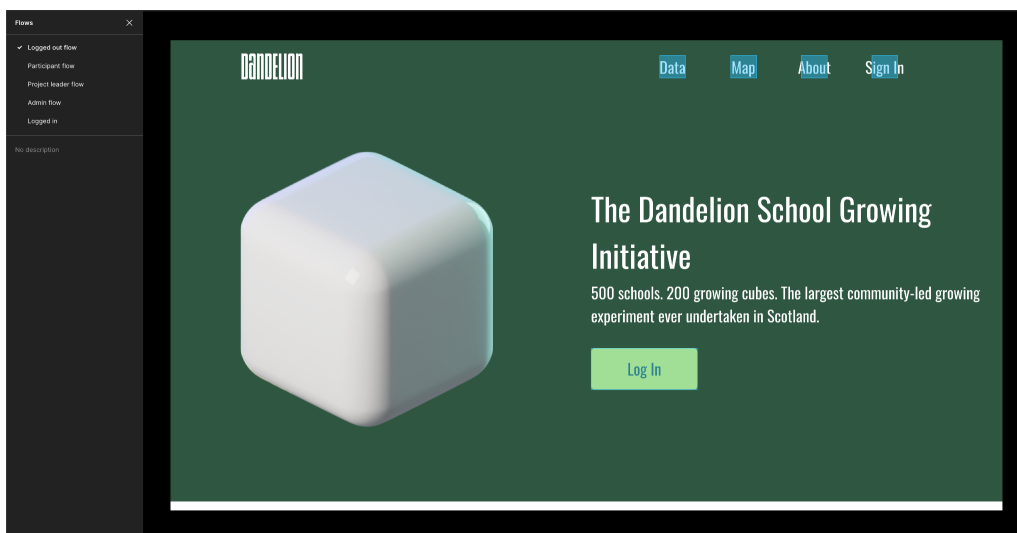 Flows
Logged out flow
Participant flow
Project leader flow
Admin flow
Logged in
No description
DANDELION
Data Map About Sign In
The Dandelion School Growing
Initiative
500 schools. 200 growing cubes. The largest community-led growing
experiment ever undertaken in Scotland.
Log In